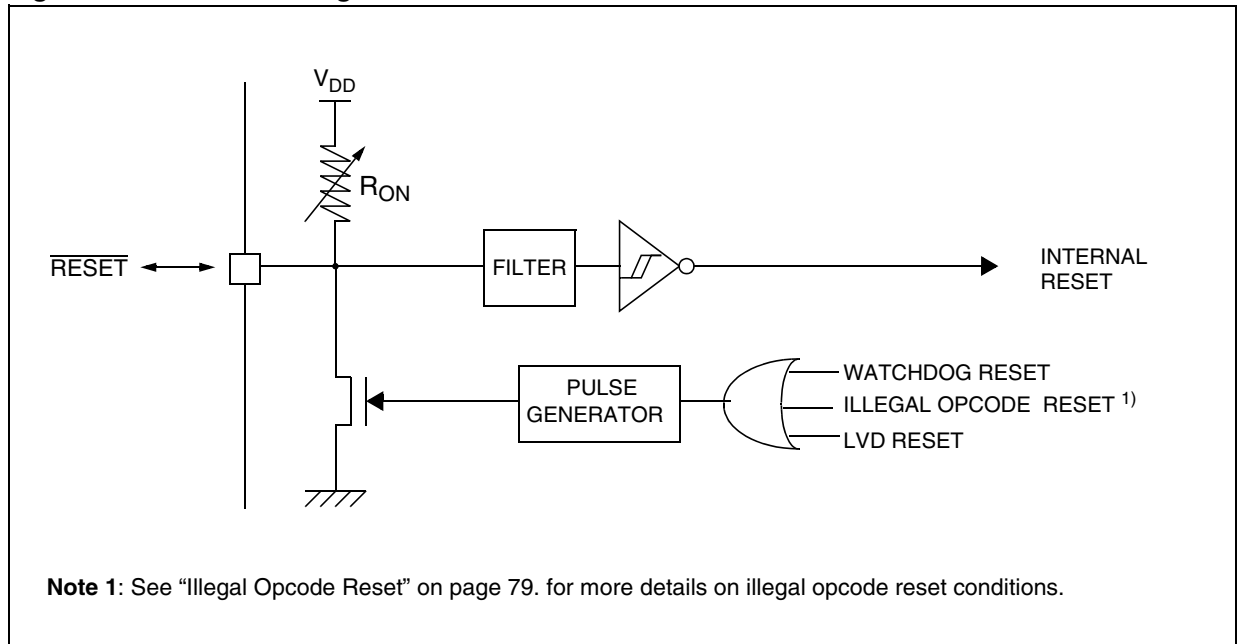 V_DD
R_ON
RESET
FILTER
INTERNAL
RESET
PULSE
GENERATOR
WATCHDOG RESET
ILLEGAL OPCODE RESET 1)
LVD RESET
Note 1: See “Illegal Opcode Reset” on page 79. for more details on illegal opcode reset conditions.